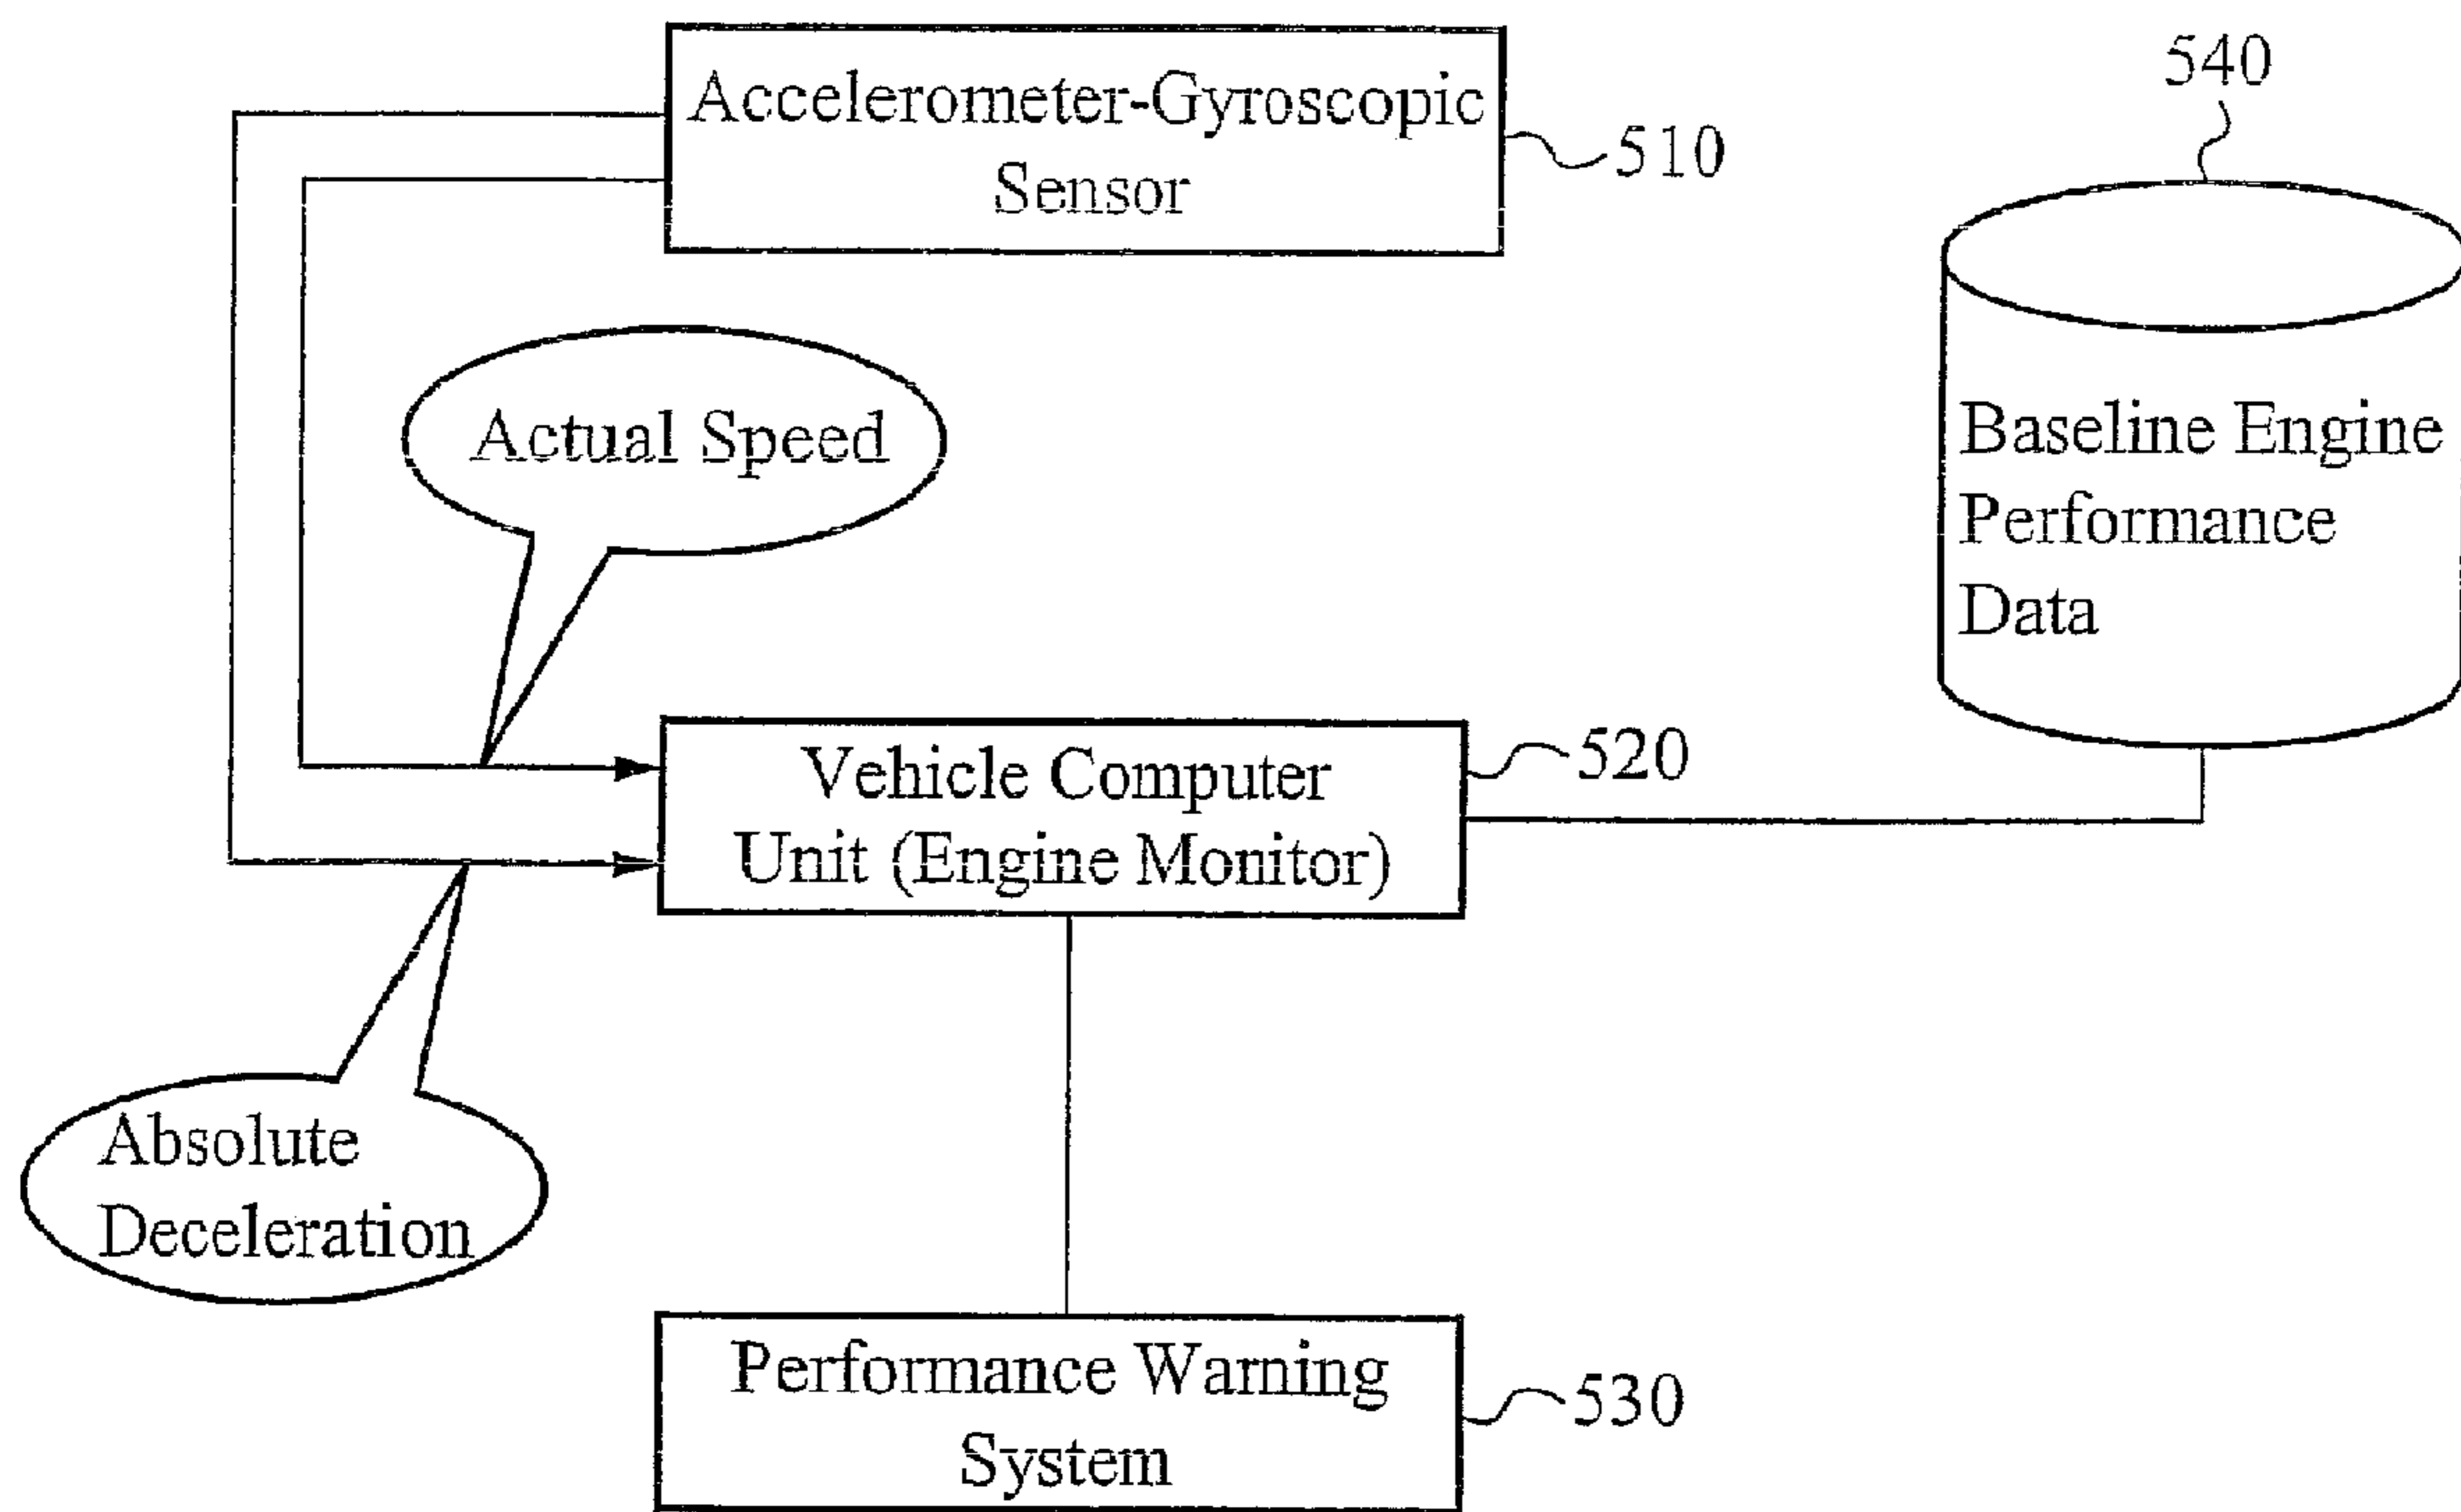 Accelerometer-Gyroscopic
Sensor
510
540
Actual Speed
Baseline Engine
Performance
Data
Vehicle Computer
Unit (Engine Monitor)
520
Absolute
Deceleration
Performance Warning
System
530